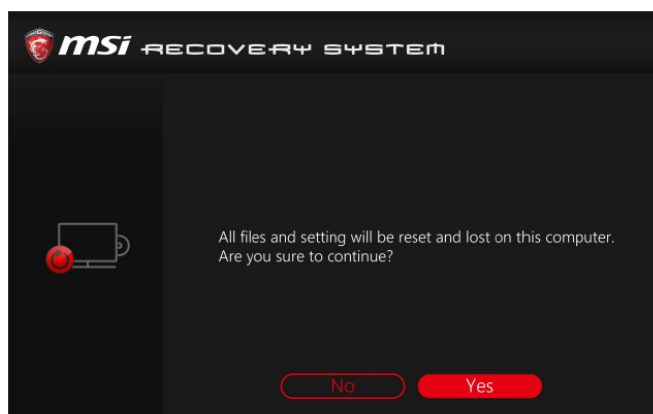 msi RECOVERY SYSTEM
All files and setting will be reset and lost on this computer.
Are you sure to continue?
No Yes